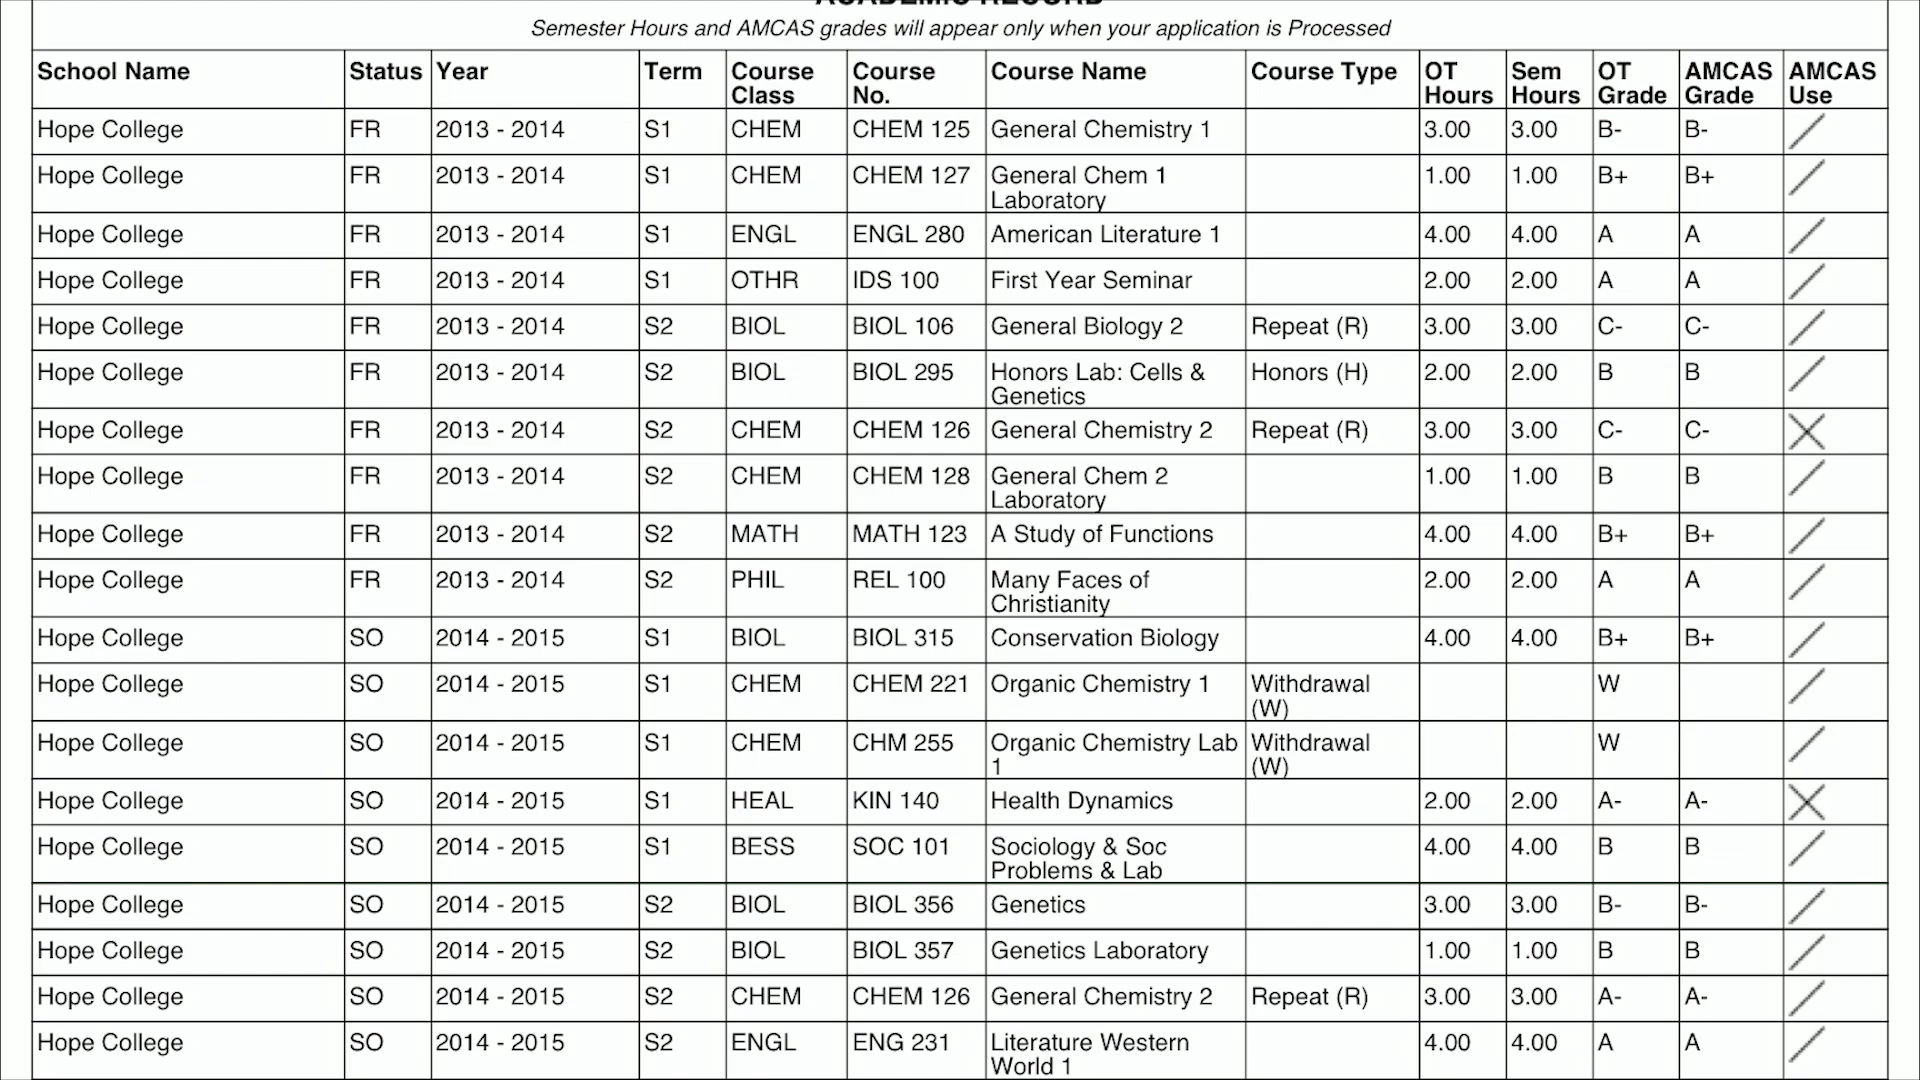 ACADEMIC RECORD
Semester Hours and AMCAS grades will appear only when your application is Processed
School Name Status Year Term Course Class Course No. Course Name Course Type OT Hours Sem Hours OT Grade AMCAS Grade AMCAS Use
Hope College FR 2013 - 2014 S1 CHEM CHEM 125 General Chemistry 1 3.00 3.00 B- B-
Hope College FR 2013 - 2014 S1 CHEM CHEM 127 General Chem 1 Laboratory 1.00 1.00 B+ B+
Hope College FR 2013 - 2014 S1 ENGL ENGL 280 American Literature 1 4.00 4.00 A A
Hope College FR 2013 - 2014 S1 OTHR IDS 100 First Year Seminar 2.00 2.00 A A
Hope College FR 2013 - 2014 S2 BIOL BIOL 106 General Biology 2 Repeat (R) 3.00 3.00 C- C-
Hope College FR 2013 - 2014 S2 BIOL BIOL 295 Honors Lab: Cells & Genetics Honors (H) 2.00 2.00 B B
Hope College FR 2013 - 2014 S2 CHEM CHEM 126 General Chemistry 2 Repeat (R) 3.00 3.00 C- C-
Hope College FR 2013 - 2014 S2 CHEM CHEM 128 General Chem 2 Laboratory 1.00 1.00 B B
Hope College FR 2013 - 2014 S2 MATH MATH 123 A Study of Functions 4.00 4.00 B+ B+
Hope College FR 2013 - 2014 S2 PHIL REL 100 Many Faces of Christianity 2.00 2.00 A A
Hope College SO 2014 - 2015 S1 BIOL BIOL 315 Conservation Biology 4.00 4.00 B+ B+
Hope College SO 2014 - 2015 S1 CHEM CHEM 221 Organic Chemistry 1 Withdrawal (W) W
Hope College SO 2014 - 2015 S1 CHEM CHM 255 Organic Chemistry Lab 1 Withdrawal (W) W
Hope College SO 2014 - 2015 S1 HEAL KIN 140 Health Dynamics 2.00 2.00 A- A-
Hope College SO 2014 - 2015 S1 BESS SOC 101 Sociology & Soc Problems & Lab 4.00 4.00 B B
Hope College SO 2014 - 2015 S2 BIOL BIOL 356 Genetics 3.00 3.00 B- B-
Hope College SO 2014 - 2015 S2 BIOL BIOL 357 Genetics Laboratory 1.00 1.00 B B
Hope College SO 2014 - 2015 S2 CHEM CHEM 126 General Chemistry 2 Repeat (R) 3.00 3.00 A- A-
Hope College SO 2014 - 2015 S2 ENGL ENG 231 Literature Western World 1 4.00 4.00 A A